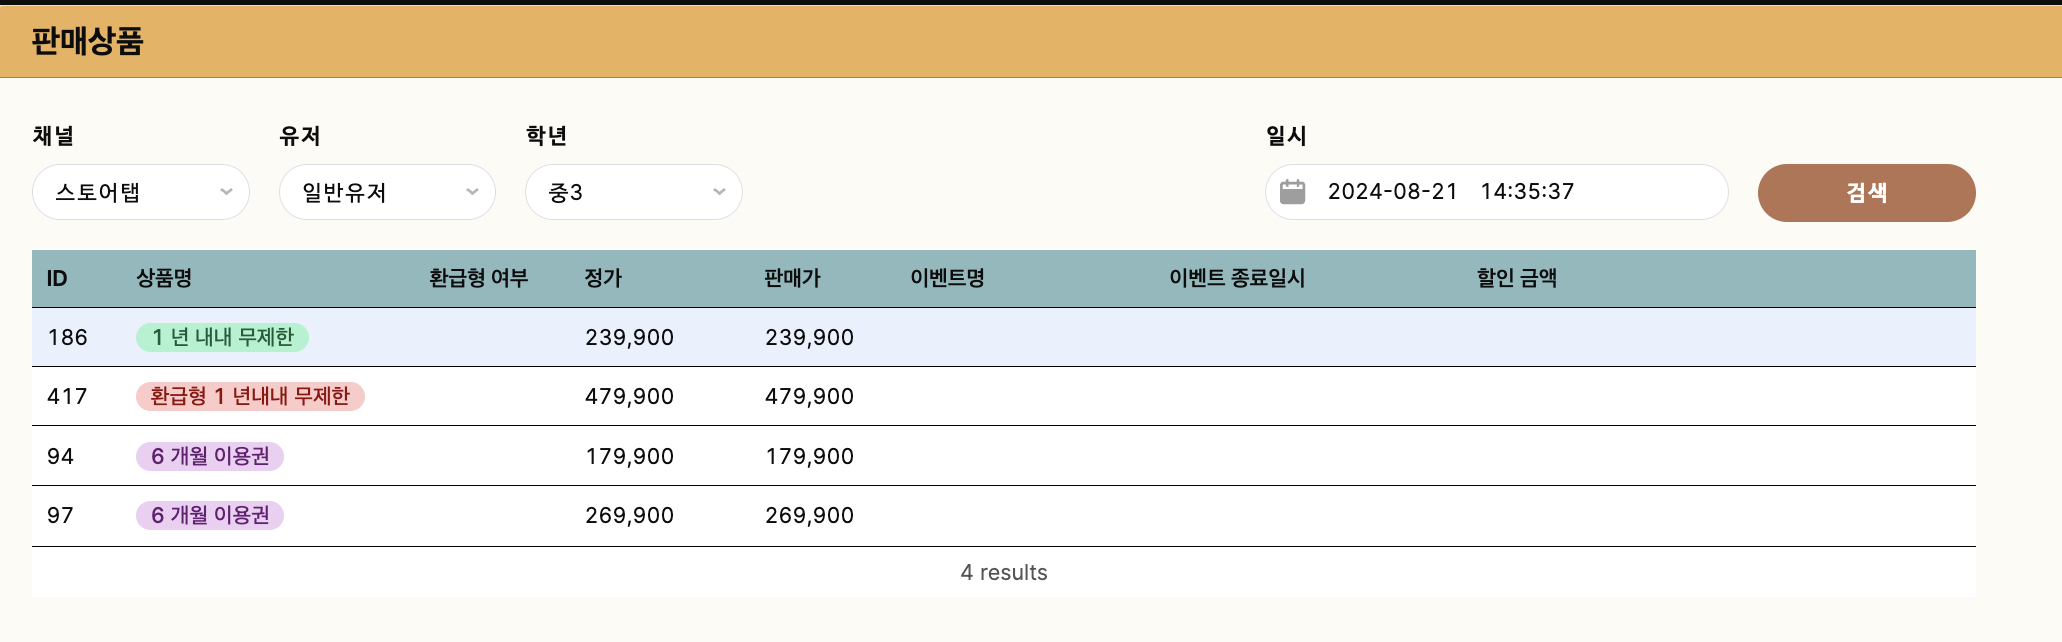 판매상품
채널 유저 학년 일시
스토어탭 일반유저 중3 2024-08-21 14:35:37 검색
ID 상품명 환급형 여부 정가 판매가 이벤트명 이벤트 종료일시 할인 금액
186 1 년 내내 무제한 239,900 239,900
417 환급형 1 년내내 무제한 479,900 479,900
94 6 개월 이용권 179,900 179,900
97 6 개월 이용권 269,900 269,900
4 results